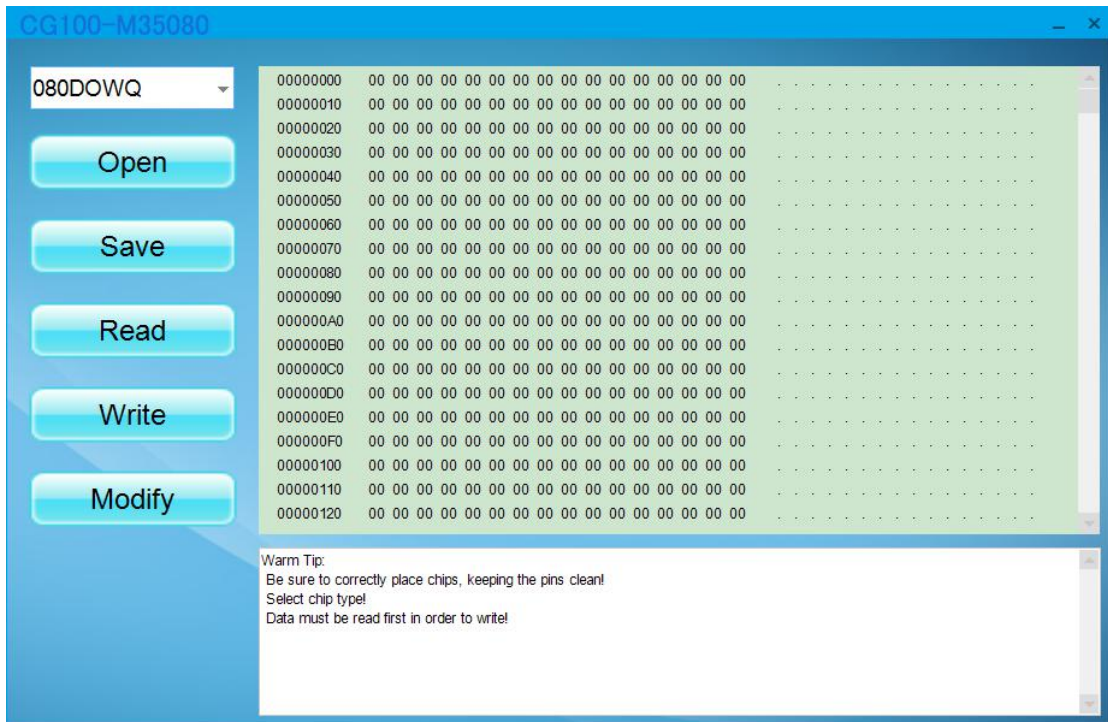 CG100-M35080
080DOWQ
Open
Save
Read
Write
Modify
00000000 00 00 00 00 00 00 00 00 00 00 00 00 00 00 00 00 . . . . . . . . . . . . . . . .
00000010 00 00 00 00 00 00 00 00 00 00 00 00 00 00 00 00 . . . . . . . . . . . . . . . .
00000020 00 00 00 00 00 00 00 00 00 00 00 00 00 00 00 00 . . . . . . . . . . . . . . . .
00000030 00 00 00 00 00 00 00 00 00 00 00 00 00 00 00 00 . . . . . . . . . . . . . . . .
00000040 00 00 00 00 00 00 00 00 00 00 00 00 00 00 00 00 . . . . . . . . . . . . . . . .
00000050 00 00 00 00 00 00 00 00 00 00 00 00 00 00 00 00 . . . . . . . . . . . . . . . .
00000060 00 00 00 00 00 00 00 00 00 00 00 00 00 00 00 00 . . . . . . . . . . . . . . . .
00000070 00 00 00 00 00 00 00 00 00 00 00 00 00 00 00 00 . . . . . . . . . . . . . . . .
00000080 00 00 00 00 00 00 00 00 00 00 00 00 00 00 00 00 . . . . . . . . . . . . . . . .
00000090 00 00 00 00 00 00 00 00 00 00 00 00 00 00 00 00 . . . . . . . . . . . . . . . .
000000A0 00 00 00 00 00 00 00 00 00 00 00 00 00 00 00 00 . . . . . . . . . . . . . . . .
000000B0 00 00 00 00 00 00 00 00 00 00 00 00 00 00 00 00 . . . . . . . . . . . . . . . .
000000C0 00 00 00 00 00 00 00 00 00 00 00 00 00 00 00 00 . . . . . . . . . . . . . . . .
000000D0 00 00 00 00 00 00 00 00 00 00 00 00 00 00 00 00 . . . . . . . . . . . . . . . .
000000E0 00 00 00 00 00 00 00 00 00 00 00 00 00 00 00 00 . . . . . . . . . . . . . . . .
000000F0 00 00 00 00 00 00 00 00 00 00 00 00 00 00 00 00 . . . . . . . . . . . . . . . .
00000100 00 00 00 00 00 00 00 00 00 00 00 00 00 00 00 00 . . . . . . . . . . . . . . . .
00000110 00 00 00 00 00 00 00 00 00 00 00 00 00 00 00 00 . . . . . . . . . . . . . . . .
00000120 00 00 00 00 00 00 00 00 00 00 00 00 00 00 00 00 . . . . . . . . . . . . . . . .
Warm Tip:
Be sure to correctly place chips, keeping the pins clean!
Select chip type!
Data must be read first in order to write!